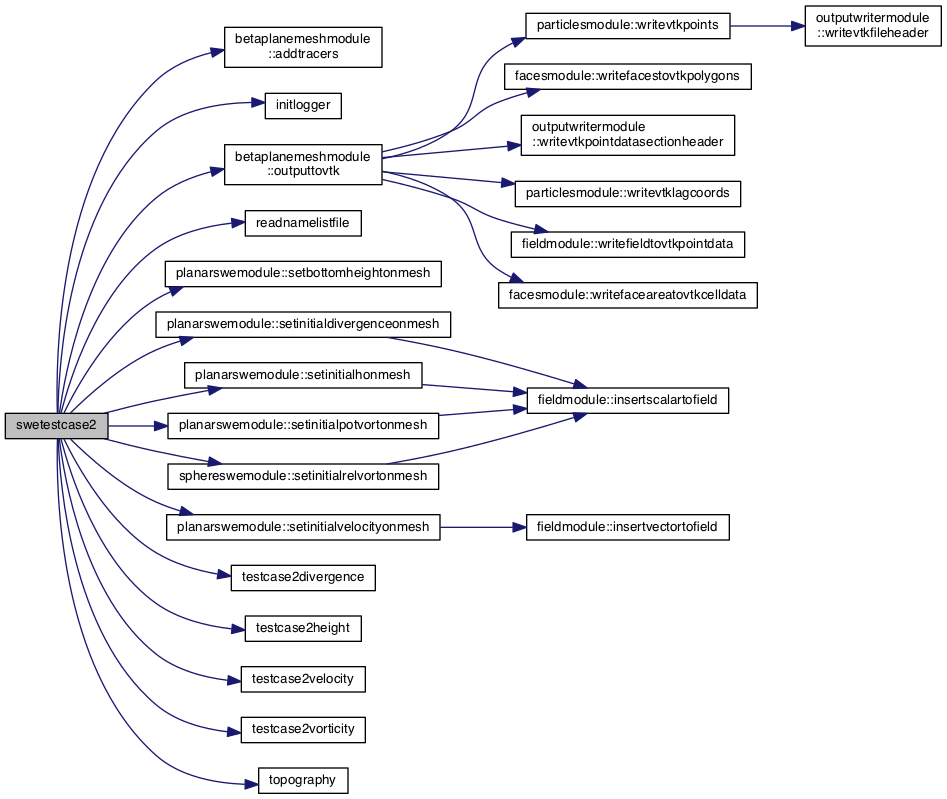 swetestcase2
betaplanemeshmodule
::addtracers
initlogger
betaplanemeshmodule
::outputtovtk
readnamelistfile
planarswemodule::setbottomheightonmesh
planarswemodule::setinitialdivergenceonmesh
planarswemodule::setinitialhonmesh
planarswemodule::setinitialpotvortonmesh
sphereswemodule::setinitialrelvortonmesh
planarswemodule::setinitialvelocityonmesh
testcase2divergence
testcase2height
testcase2velocity
testcase2vorticity
topography
particlesmodule::writevtkpoints
facesmodule::writefacestovtkpolygons
outputwritermodule
::writevtkpointdatasectionheader
particlesmodule::writevtklagcoords
fieldmodule::writefieldtovtkpointdata
facesmodule::writefaceareatovtkcelldata
fieldmodule::insertscalartofield
fieldmodule::insertvectortofield
outputwritermodule
::writevtkfileheader